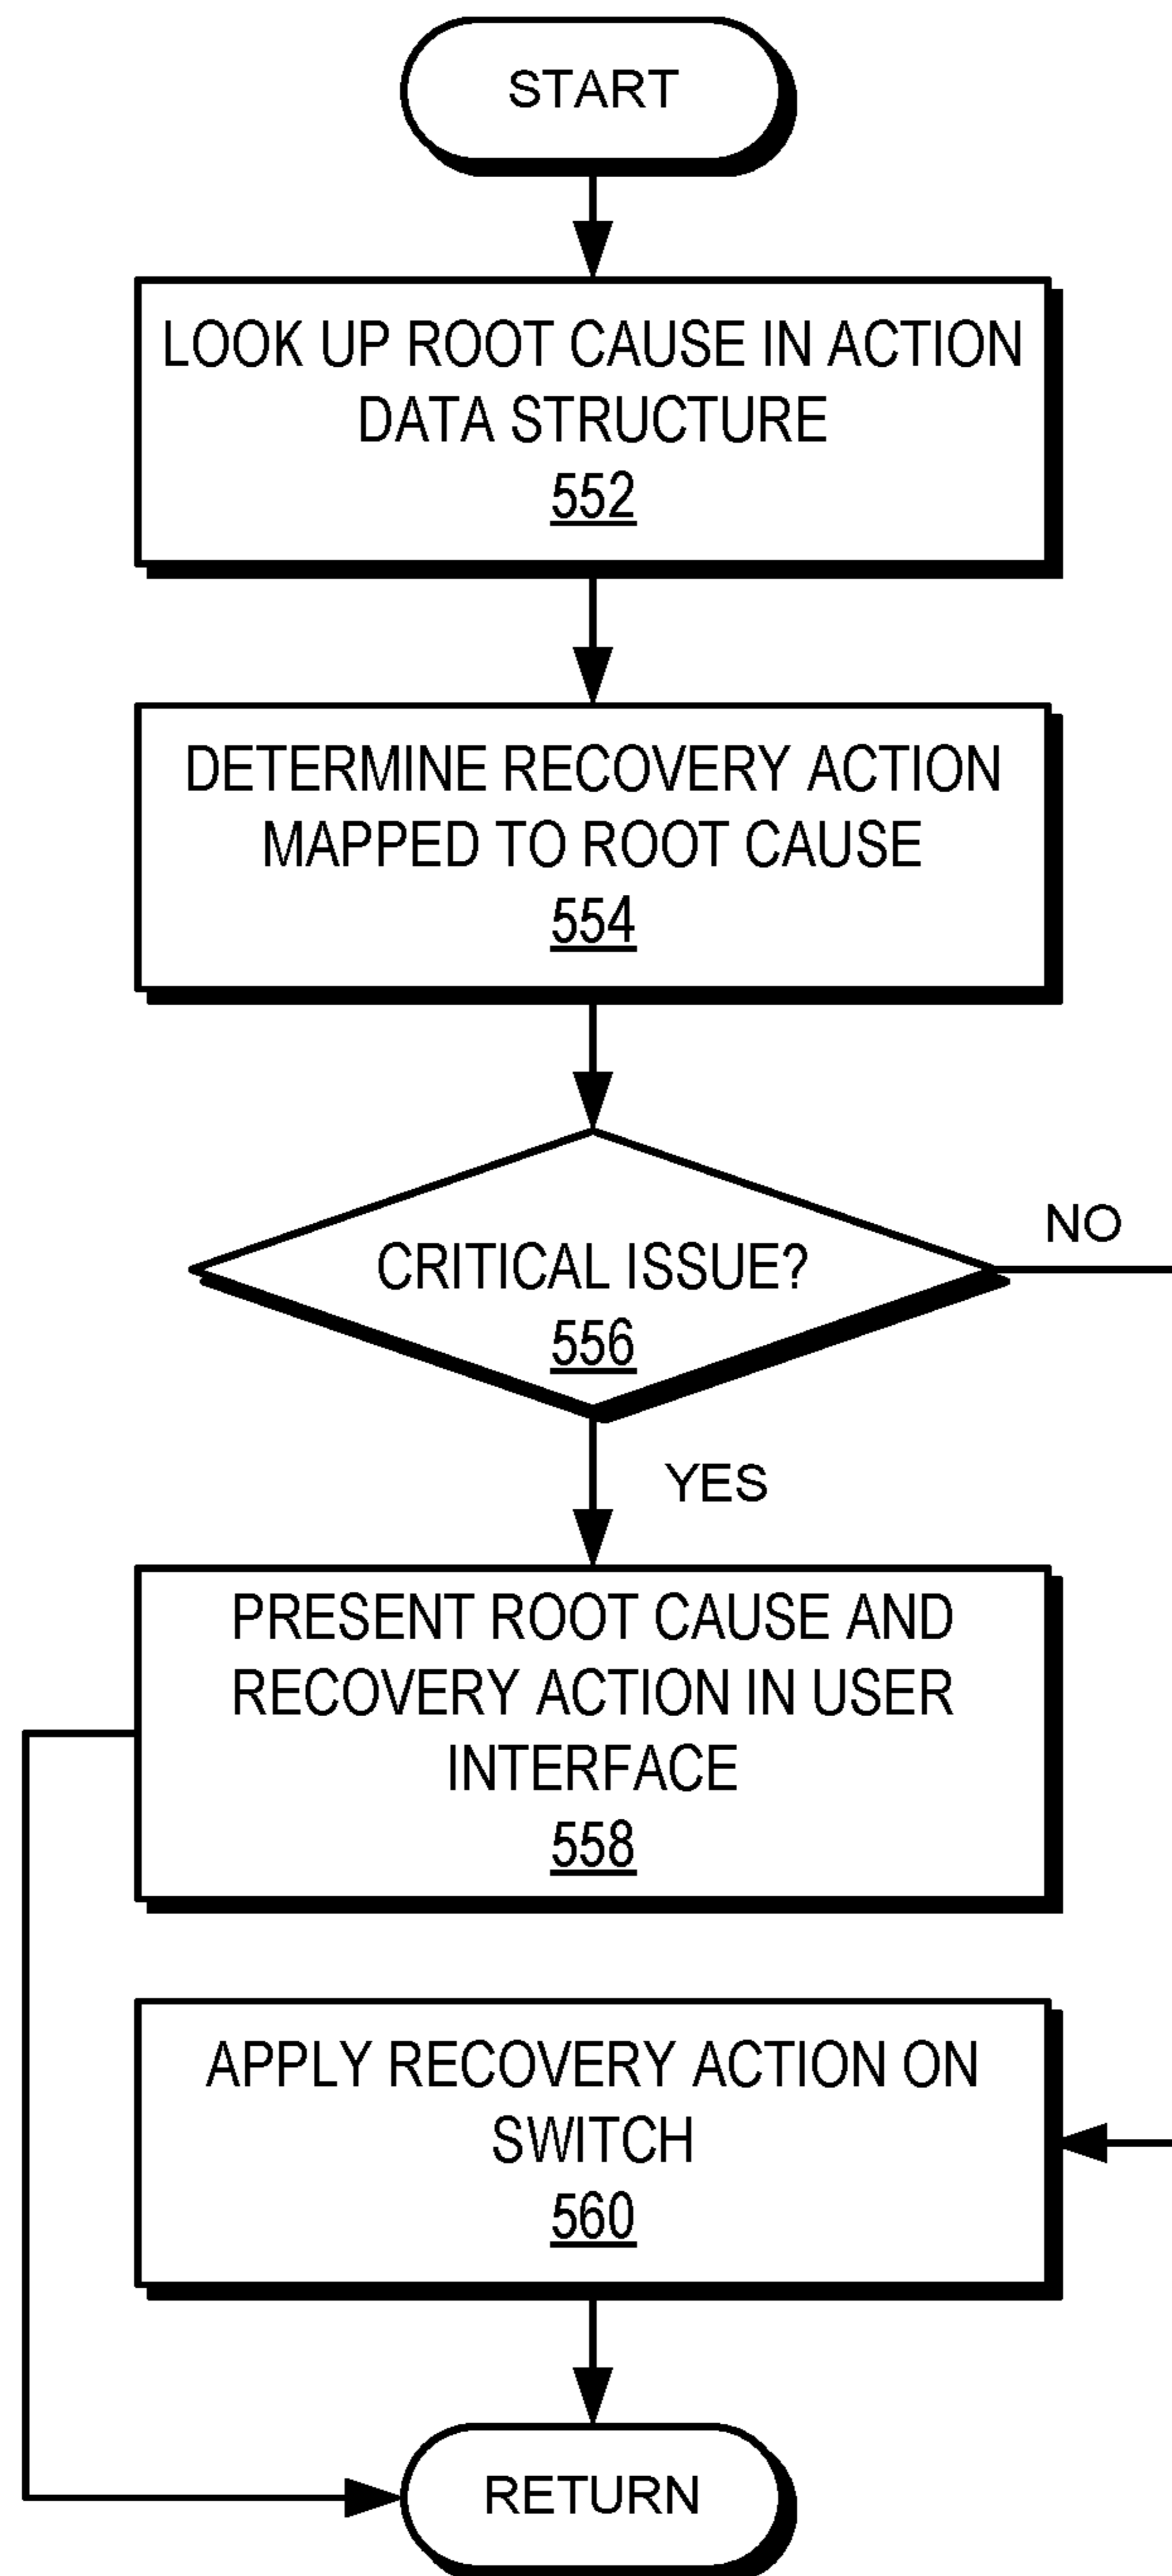 START
LOOK UP ROOT CAUSE IN ACTION
DATA STRUCTURE
552
DETERMINE RECOVERY ACTION
MAPPED TO ROOT CAUSE
554
CRITICAL ISSUE?
556
NO
YES
PRESENT ROOT CAUSE AND
RECOVERY ACTION IN USER
INTERFACE
558
APPLY RECOVERY ACTION ON
SWITCH
560
RETURN